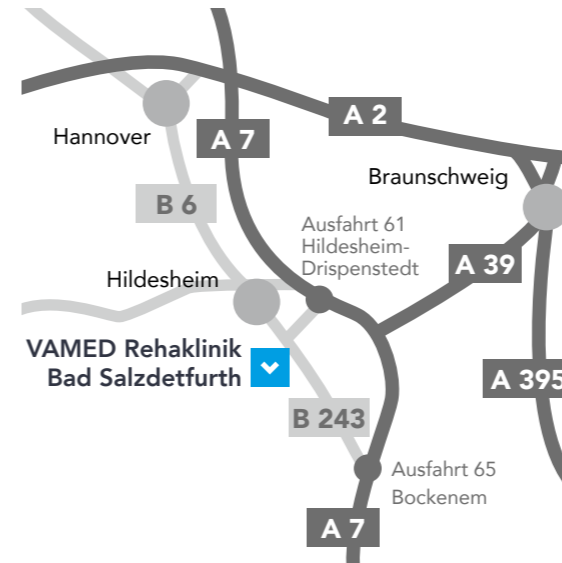 A 2
Hannover
A 7
Braunschweig
B 6
Ausfahrt 61
Hildesheim-
Drispenstedt
A 39
Hildesheim
VAMED Rehaklinik
Bad Salzdetfurth
A 395
B 243
Ausfahrt 65
Bockenem
A 7